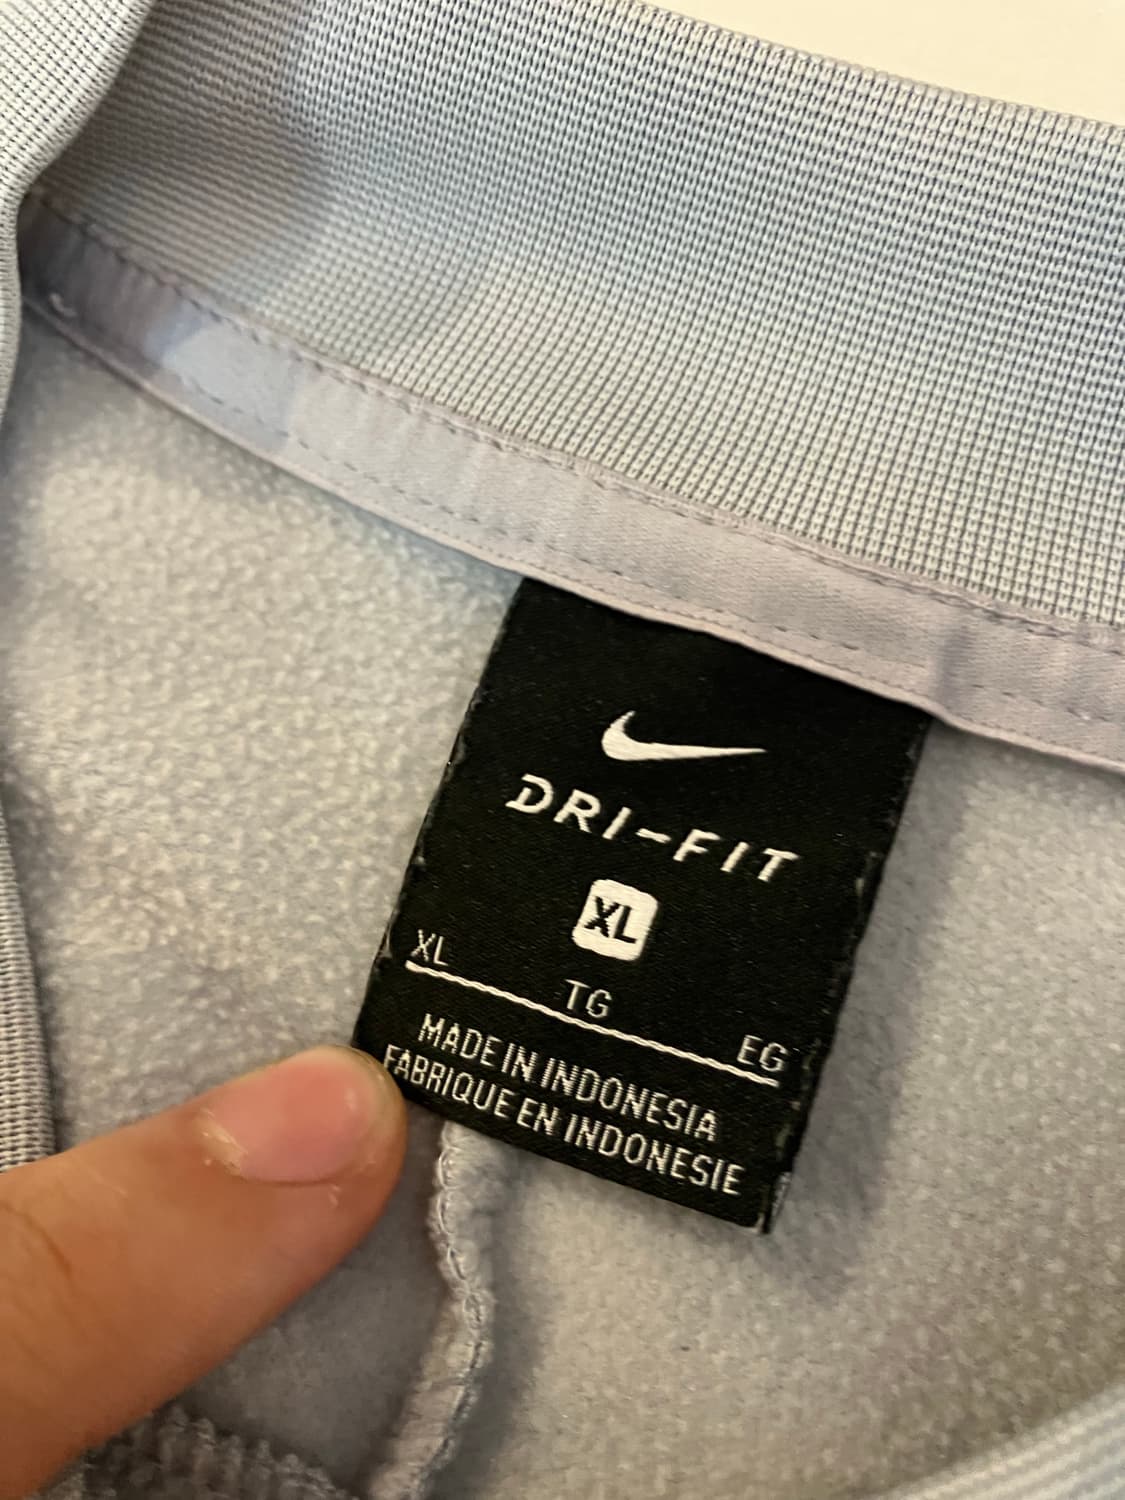 DRI-FIT
XL
XL TG EG
MADE IN INDONESIA
FABRIQUE EN INDONESIE